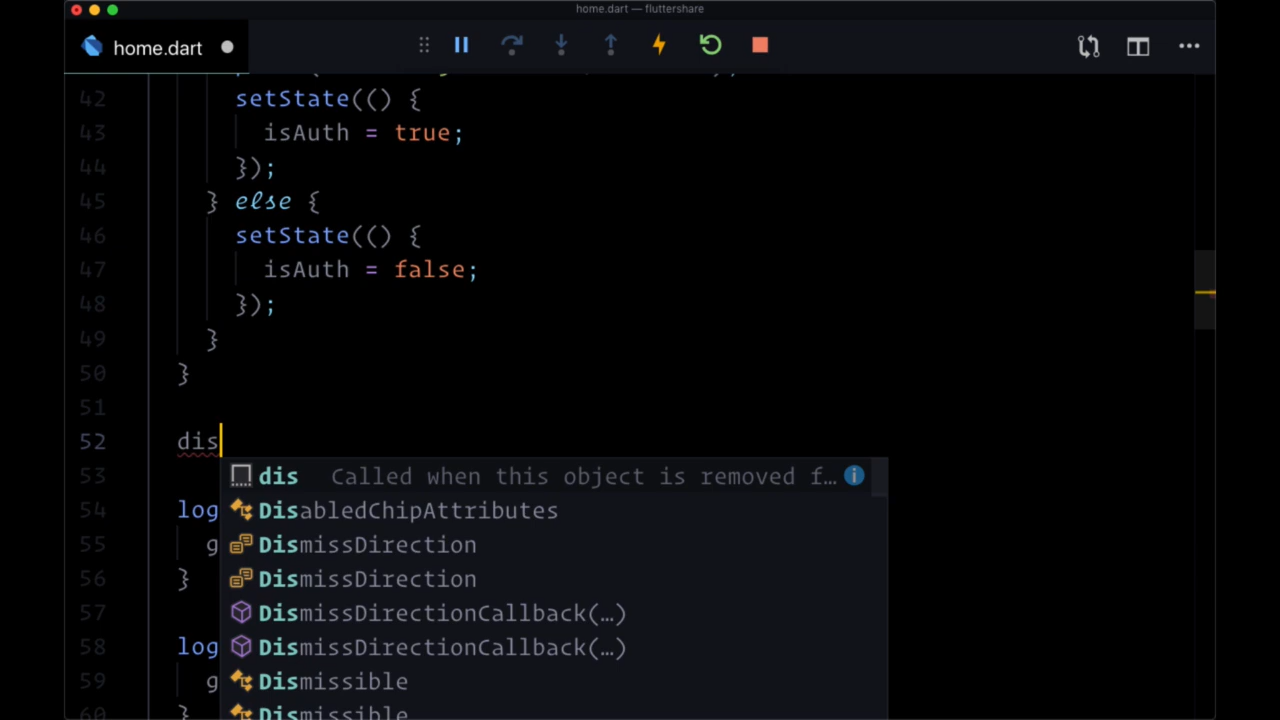 home.dart — fluttershare
home.dart
42 setState(() {
43 isAuth = true;
44 });
45 } else {
46 setState(() {
47 isAuth = false;
48 });
49 }
50 }
51
52 dis
dis Called when this object is removed f…
53
DisabledChipAttributes
54 log
DismissDirection
55 g
DismissDirection
56 }
DismissDirectionCallback(…)
57
DismissDirectionCallback(…)
58 log
Dismissible
59 g
Dismissible
60 }